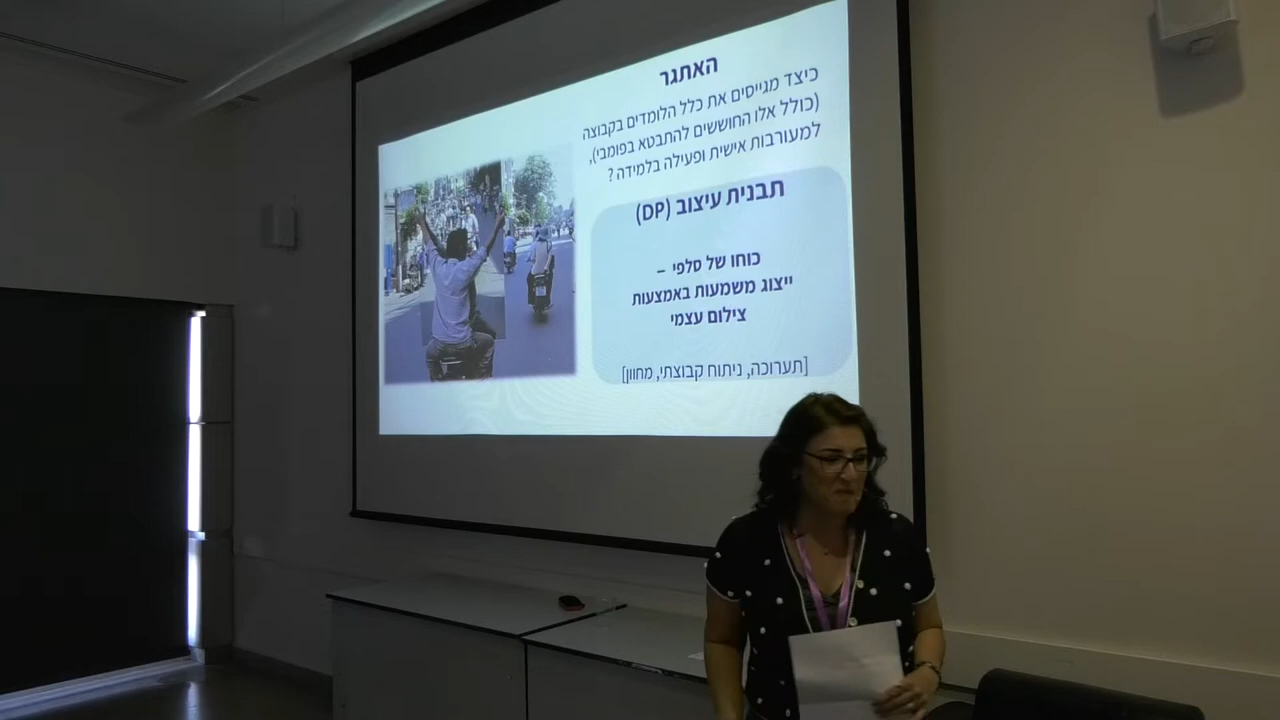 האתגר
כיצד מגייסים את כלל הלומדים בקבוצה
(כולל אלו החוששים להתבטא בפומבי),
למעורבות אישית ופעילה בלמידה ?
תבנית עיצוב (DP)
כוחו של סלפי –
ייצוג משמעות באמצעות
צילום עצמי
[תערוכה, ניתוח קבוצתי, מחוון]